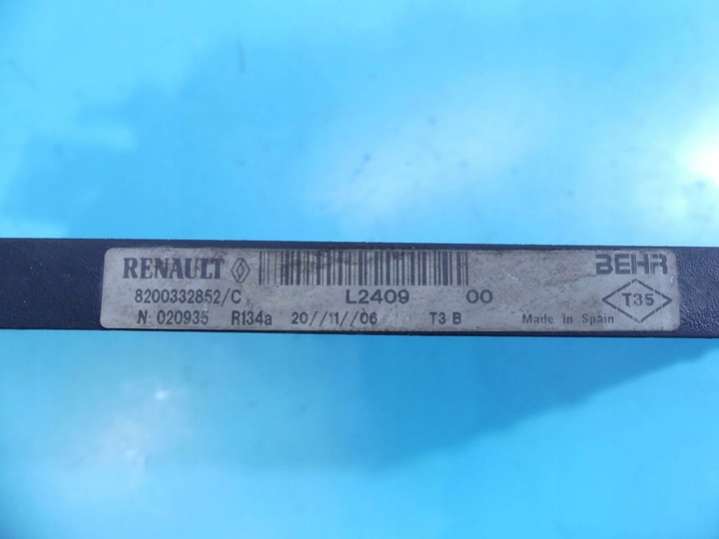 RENAULT BEHR
8200332852/C L2409 00 T35
N: 020935 R134a 20//11//06 T3 B Made In Spain